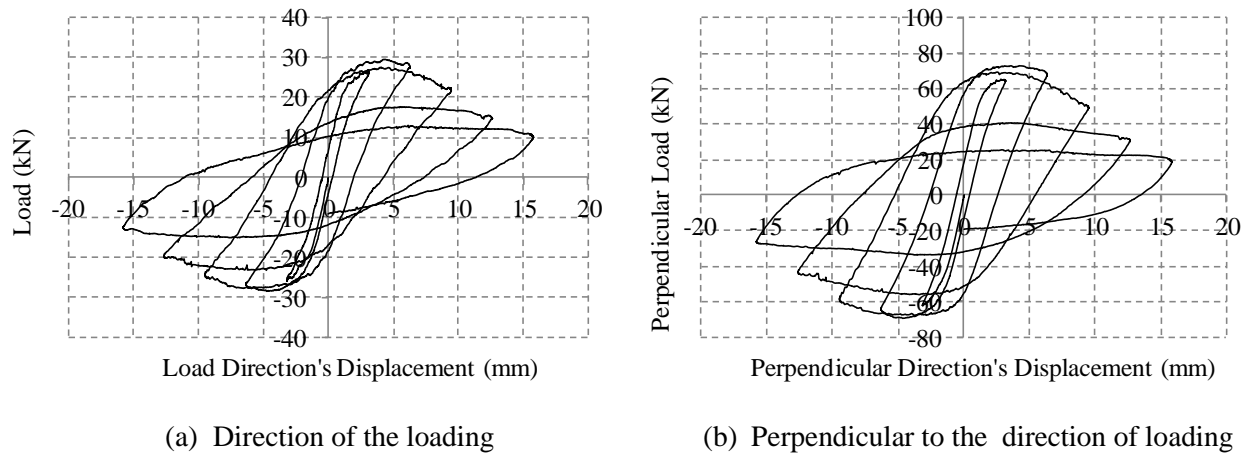 40
30
20
10
0
-10
-20
-30
-40
-20 -15 -10 -5 0 5 10 15 20
Load (kN)
Load Direction's Displacement (mm)
(a) Direction of the loading
100
80
60
40
20
0
-20
-40
-60
-80
-20 -15 -10 -5 0 5 10 15 20
Perpendicular Load (kN)
Perpendicular Direction's Displacement (mm)
(b) Perpendicular to the direction of loading